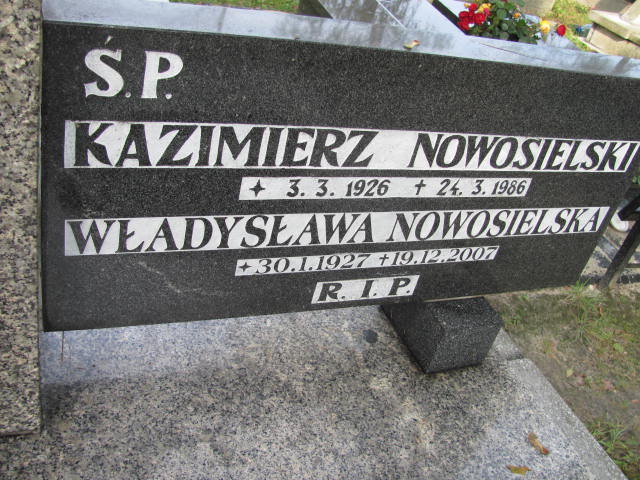 Ś.P.
KAZIMIERZ NOWOSIELSKI
✦ 3.3.1926 ✝ 24.3.1986
WŁADYSŁAWA NOWOSIELSKA
✦30.1.1927 ✝19.12.2007
R.I.P.